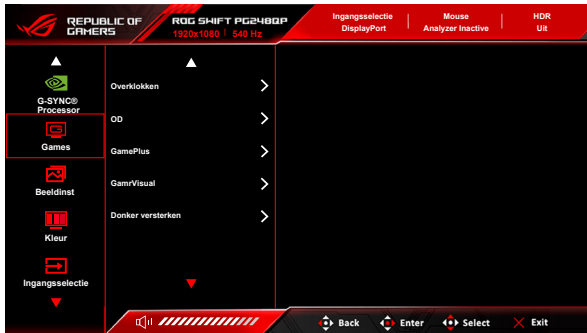 REPUBLIC OF
GAMERS
ROG SWIFT PG248QP
1920x1080 | 540 Hz
Ingangsselectie
DisplayPort
Mouse
Analyzer Inactive
HDR
Uit
G-SYNC®
Processor
Games
Beeldinst
Kleur
Ingangsselectie
Overklokken
OD
GamePlus
GamrVisual
Donker versterken
Back
Enter
Select
Exit